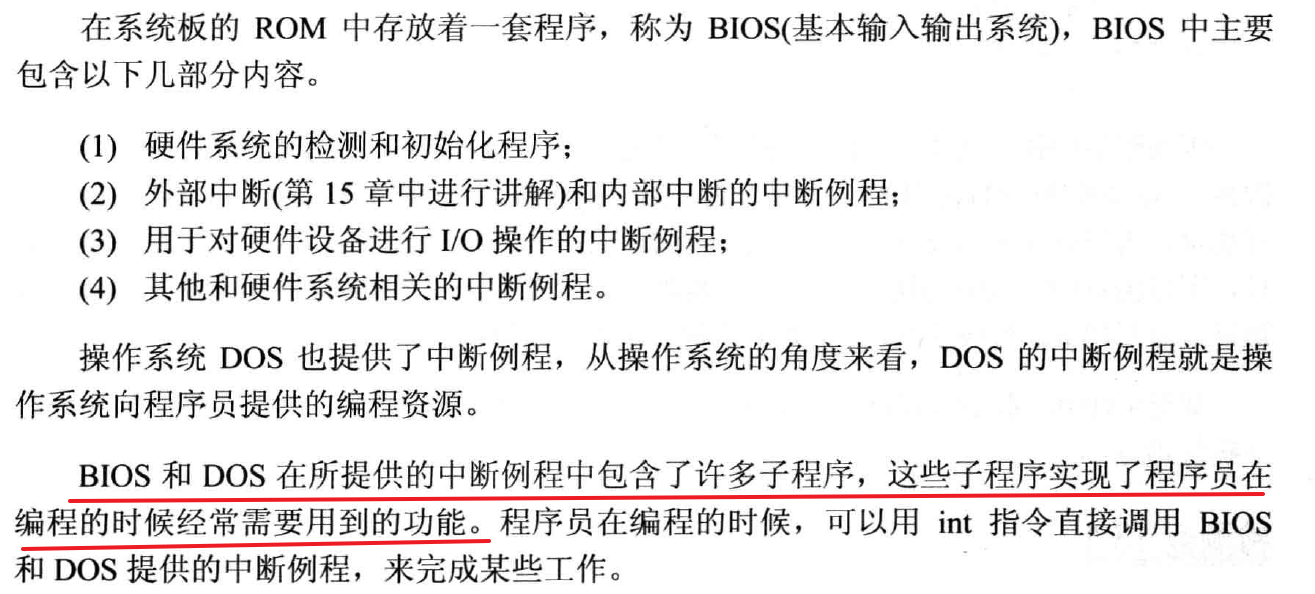 在系统板的 ROM 中存放着一套程序，称为 BIOS(基本输入输出系统)，BIOS 中主要
包含以下几部分内容。
(1) 硬件系统的检测和初始化程序；
(2) 外部中断(第 15 章中进行讲解)和内部中断的中断例程；
(3) 用于对硬件设备进行 I/O 操作的中断例程；
(4) 其他和硬件系统相关的中断例程。
操作系统 DOS 也提供了中断例程，从操作系统的角度来看，DOS 的中断例程就是操
作系统向程序员提供的编程资源。
BIOS 和 DOS 在所提供的中断例程中包含了许多子程序，这些子程序实现了程序员在
编程的时候经常需要用到的功能。程序员在编程的时候，可以用 int 指令直接调用 BIOS
和 DOS 提供的中断例程，来完成某些工作。